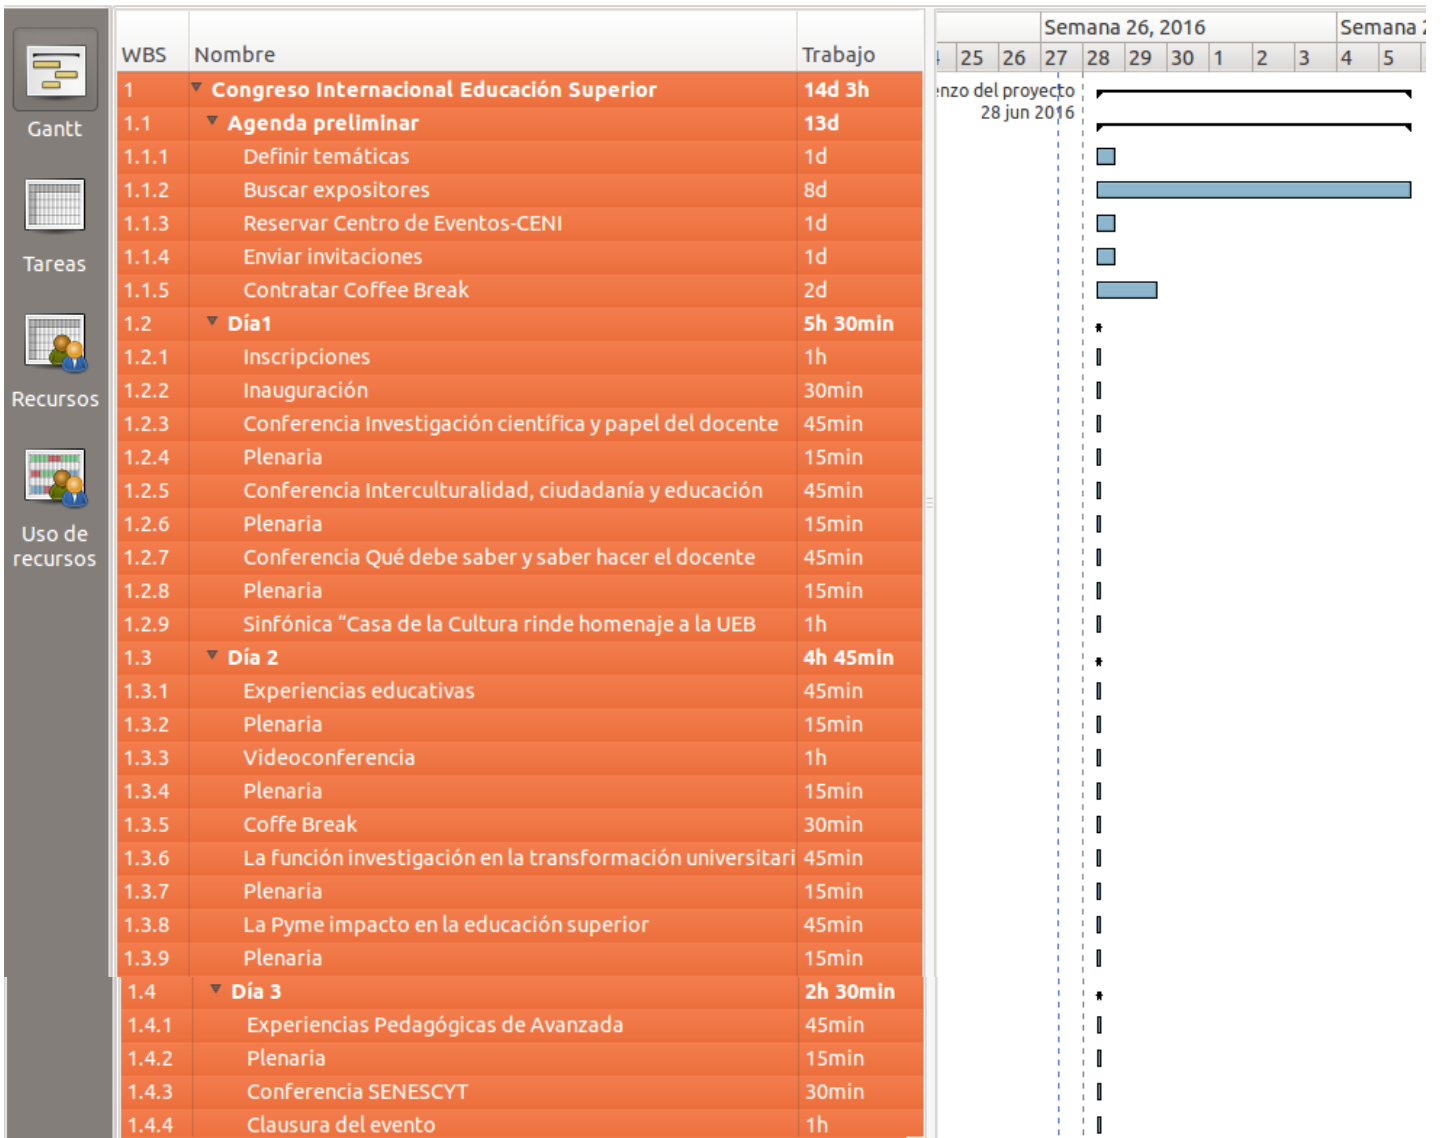 Gantt
Tareas
Recursos
Uso de
recursos
WBS Nombre Trabajo
1 Congreso Internacional Educación Superior 14d 3h
1.1 Agenda preliminar 13d
1.1.1 Definir temáticas 1d
1.1.2 Buscar expositores 8d
1.1.3 Reservar Centro de Eventos-CENI 1d
1.1.4 Enviar invitaciones 1d
1.1.5 Contratar Coffee Break 2d
1.2 Día1 5h 30min
1.2.1 Inscripciones 1h
1.2.2 Inauguración 30min
1.2.3 Conferencia Investigación científica y papel del docente 45min
1.2.4 Plenaria 15min
1.2.5 Conferencia Interculturalidad, ciudadanía y educación 45min
1.2.6 Plenaria 15min
1.2.7 Conferencia Qué debe saber y saber hacer el docente 45min
1.2.8 Plenaria 15min
1.2.9 Sinfónica “Casa de la Cultura rinde homenaje a la UEB 1h
1.3 Día 2 4h 45min
1.3.1 Experiencias educativas 45min
1.3.2 Plenaria 15min
1.3.3 Videoconferencia 1h
1.3.4 Plenaria 15min
1.3.5 Coffe Break 30min
1.3.6 La función investigación en la transformación universitari 45min
1.3.7 Plenaria 15min
1.3.8 La Pyme impacto en la educación superior 45min
1.3.9 Plenaria 15min
1.4 Día 3 2h 30min
1.4.1 Experiencias Pedagógicas de Avanzada 45min
1.4.2 Plenaria 15min
1.4.3 Conferencia SENESCYT 30min
1.4.4 Clausura del evento 1h
Semana 26, 2016 Semana
25 26 27 28 29 30 1 2 3 4 5
nzo del proyecto
28 jun 2016